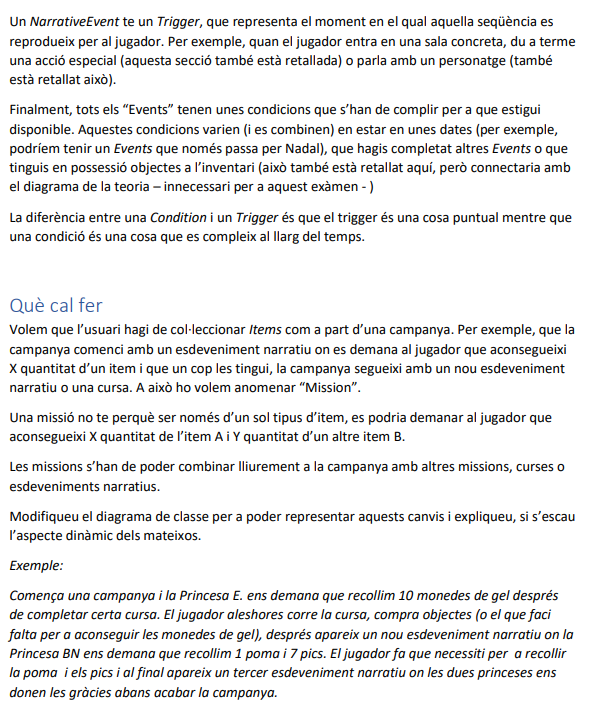 Un NarrativeEvent te un Trigger, que representa el moment en el qual aquella seqüència es
reprodueix per al jugador. Per exemple, quan el jugador entra en una sala concreta, du a terme
una acció especial (aquesta secció també està retallada) o parla amb un personatge (també
està retallat això).
Finalment, tots els “Events” tenen unes condicions que s’han de complir per a que estigui
disponible. Aquestes condicions varien (i es combinen) en estar en unes dates (per exemple,
podríem tenir un Events que només passa per Nadal), que hagis completat altres Events o que
tinguis en possessió objectes a l’inventari (això també està retallat aquí, però connectaria amb
el diagrama de la teoria – innecessari per a aquest exàmen - )
La diferència entre una Condition i un Trigger és que el trigger és una cosa puntual mentre que
una condició és una cosa que es compleix al llarg del temps.
Què cal fer
Volem que l’usuari hagi de col·leccionar Items com a part d’una campanya. Per exemple, que la
campanya comenci amb un esdeveniment narratiu on es demana al jugador que aconsegueixi
X quantitat d’un item i que un cop les tingui, la campanya segueixi amb un nou esdeveniment
narratiu o una cursa. A això ho volem anomenar “Mission”.
Una missió no te perquè ser només d’un sol tipus d’item, es podria demanar al jugador que
aconsegueixi X quantitat de l’item A i Y quantitat d’un altre item B.
Les missions s’han de poder combinar lliurement a la campanya amb altres missions, curses o
esdeveniments narratius.
Modifiqueu el diagrama de classe per a poder representar aquests canvis i expliqueu, si s’escau
l’aspecte dinàmic dels mateixos.
Exemple:
Comença una campanya i la Princesa E. ens demana que recollim 10 monedes de gel després
de completar certa cursa. El jugador aleshores corre la cursa, compra objectes (o el que faci
falta per a aconseguir les monedes de gel), després apareix un nou esdeveniment narratiu on la
Princesa BN ens demana que recollim 1 poma i 7 pics. El jugador fa que necessiti per  a recollir
la poma  i els pics i al final apareix un tercer esdeveniment narratiu on les dues princeses ens
donen les gràcies abans acabar la campanya.